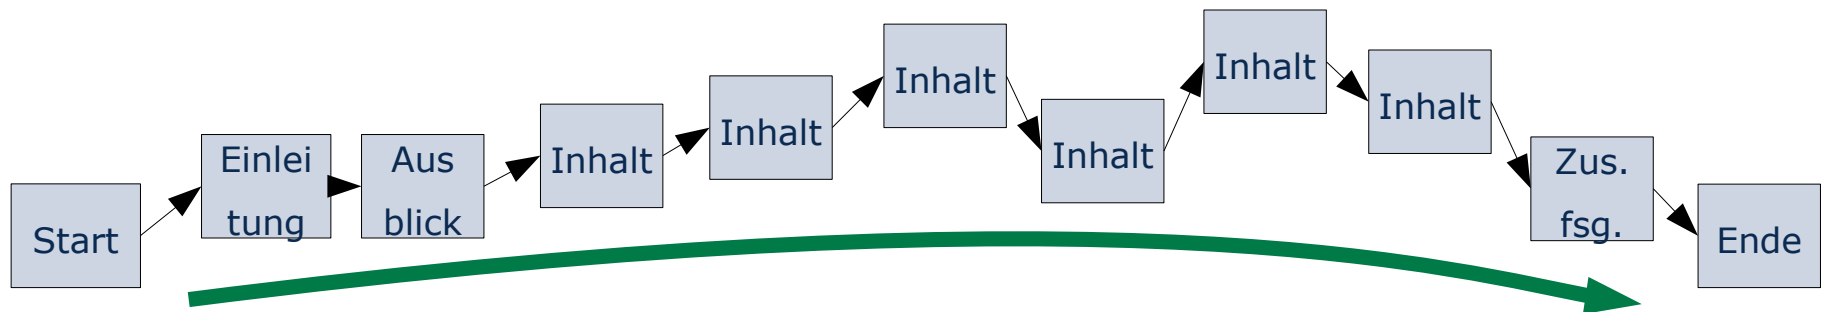 Start
Einlei
tung
Aus
blick
Inhalt
Inhalt
Inhalt
Inhalt
Inhalt
Inhalt
Zus.
fsg.
Ende